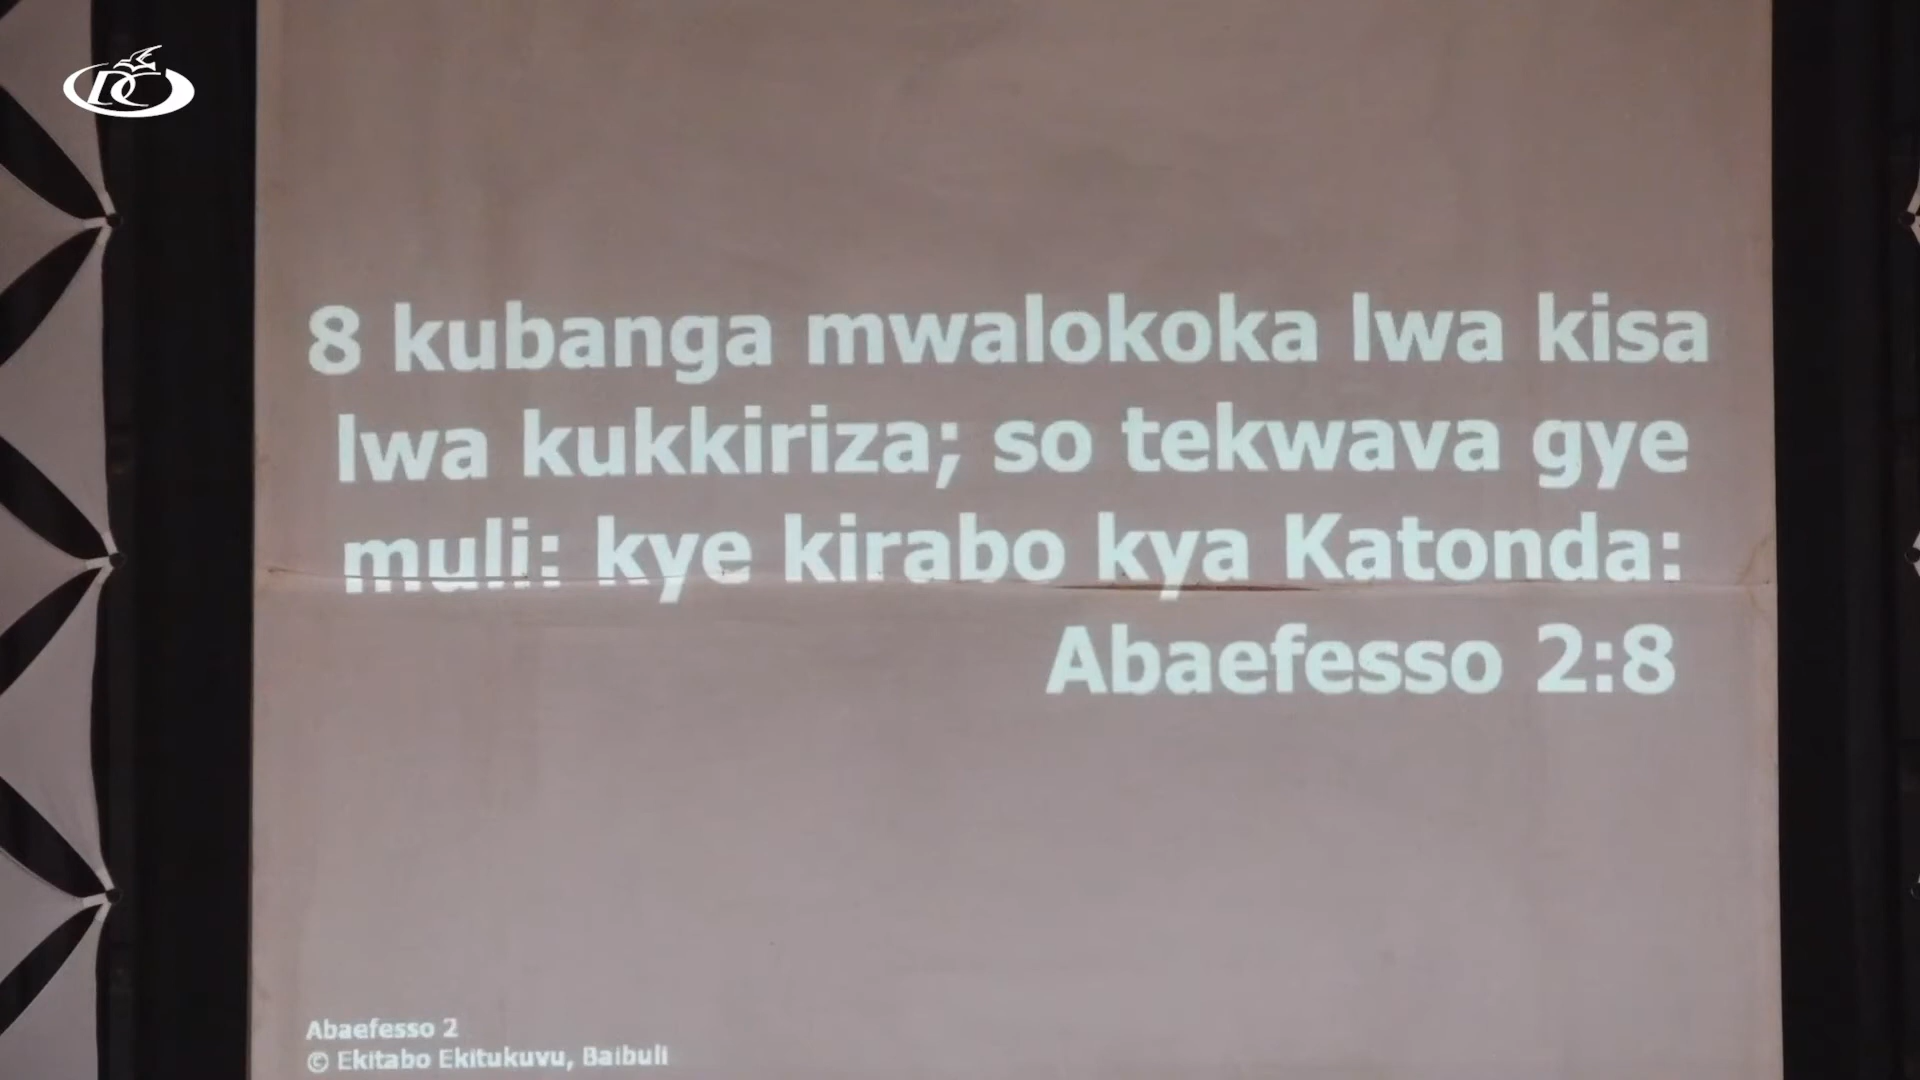 DC
8 kubanga mwalokoka lwa kisa
lwa kukkiriza; so tekwava gye
muli: kye kirabo kya Katonda:
Abaefesso 2:8
Abaefesso 2
© Ekitabo Ekitukuvu, Baibuli